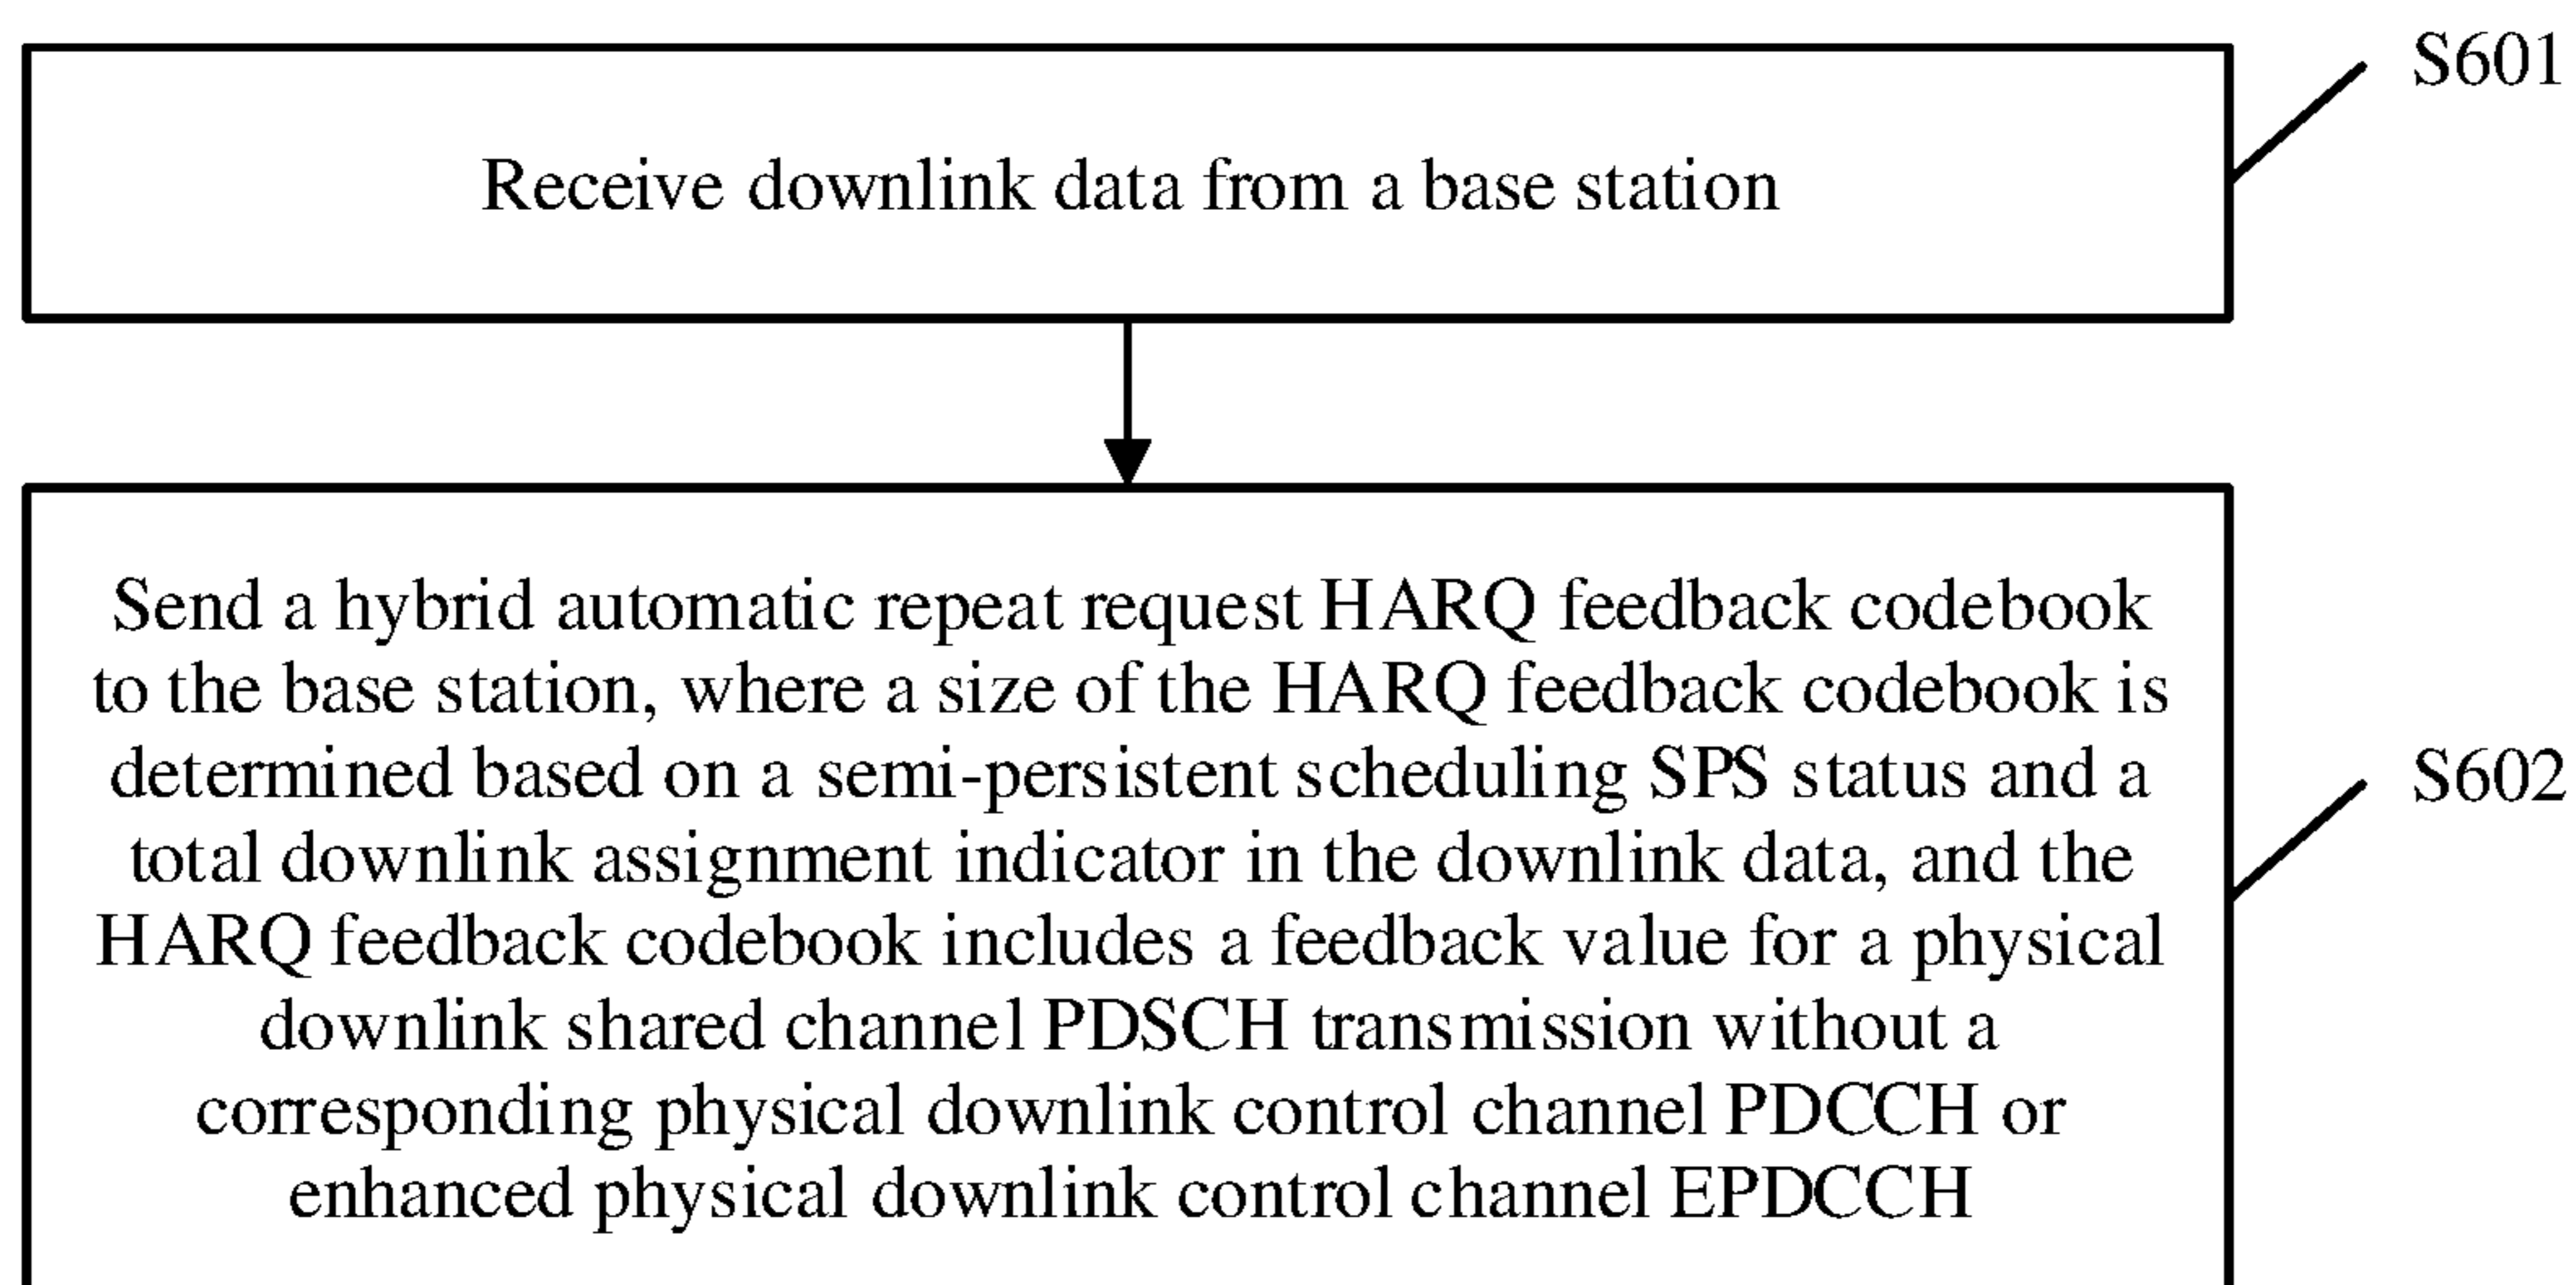 S601
Receive downlink data from a base station
Send a hybrid automatic repeat request HARQ feedback codebook
to the base station, where a size of the HARQ feedback codebook is
determined based on a semi-persistent scheduling SPS status and a
total downlink assignment indicator in the downlink data, and the
HARQ feedback codebook includes a feedback value for a physical
downlink shared channel PDSCH transmission without a
corresponding physical downlink control channel PDCCH or
enhanced physical downlink control channel EPDCCH
S602